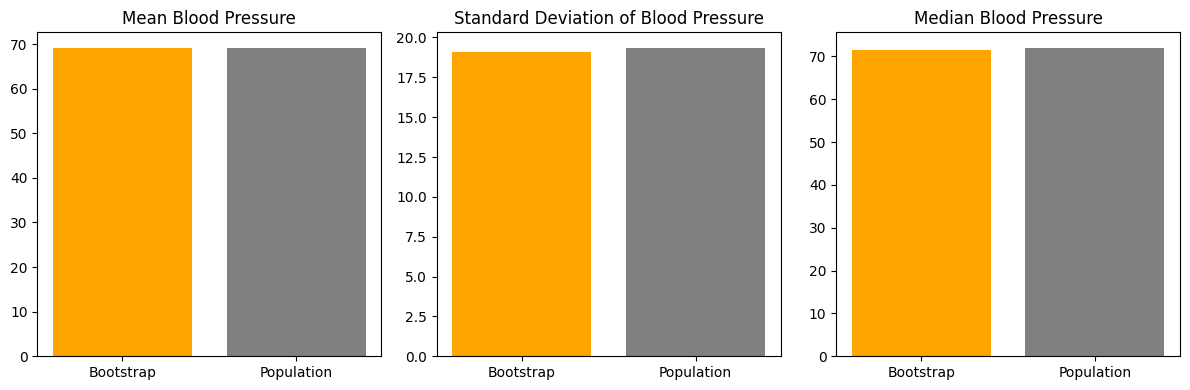 Mean Blood Pressure
70
60
50
40
30
20
10
0
Bootstrap
Population
Standard Deviation of Blood Pressure
20.0
17.5
15.0
12.5
10.0
7.5
5.0
2.5
0.0
Bootstrap
Population
Median Blood Pressure
70
60
50
40
30
20
10
0
Bootstrap
Population